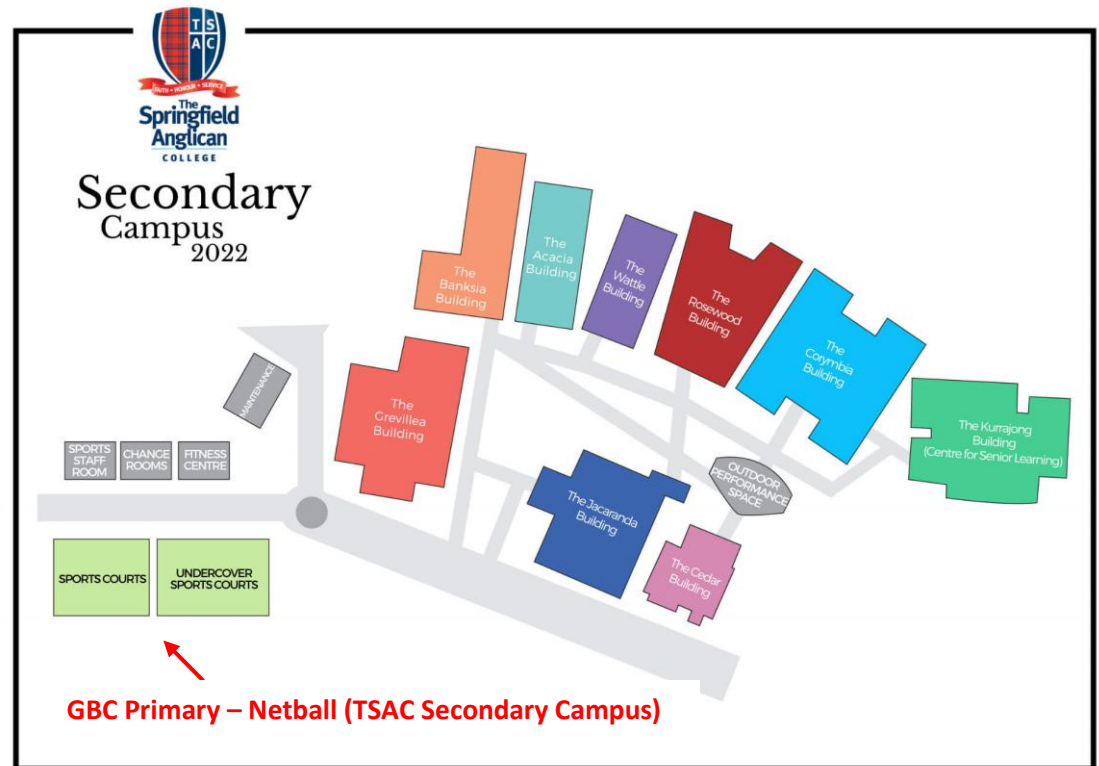 TS
AC
FAITH • HONOUR • SERVICE
The
Springfield
Anglican
COLLEGE
Secondary
Campus
2022
The
Banksia
Building
The
Acacia
Building
The
Wattle
Building
The
Rosewood
Building
The
Corymbia
Building
The Kurrajong
Building
(Centre for Senior Learning)
The
Grevillea
Building
MAINTENANCE
SPORTS
STAFF
ROOM
CHANGE
ROOMS
FITNESS
CENTRE
OUTDOOR
PERFORMANCE
SPACE
The Jacaranda
Building
The Cedar
Building
SPORTS COURTS
UNDERCOVER
SPORTS COURTS
GBC Primary – Netball (TSAC Secondary Campus)